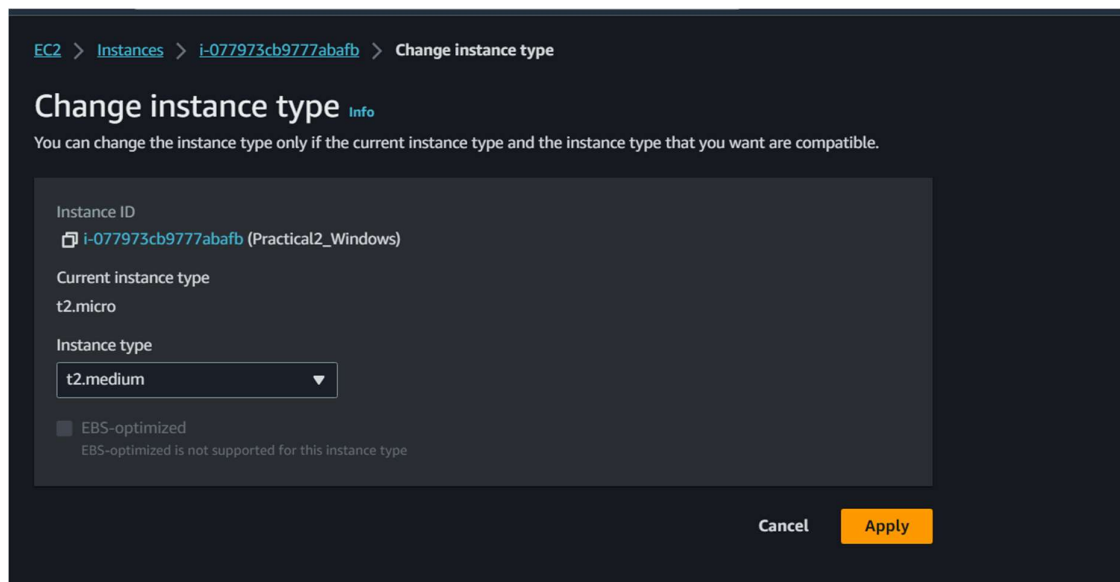 EC2 > Instances > i-077973cb9777abafb > Change instance type
Change instance type Info
You can change the instance type only if the current instance type and the instance type that you want are compatible.
Instance ID
i-077973cb9777abafb (Practical2_Windows)
Current instance type
t2.micro
Instance type
t2.medium
EBS-optimized
EBS-optimized is not supported for this instance type
Cancel Apply